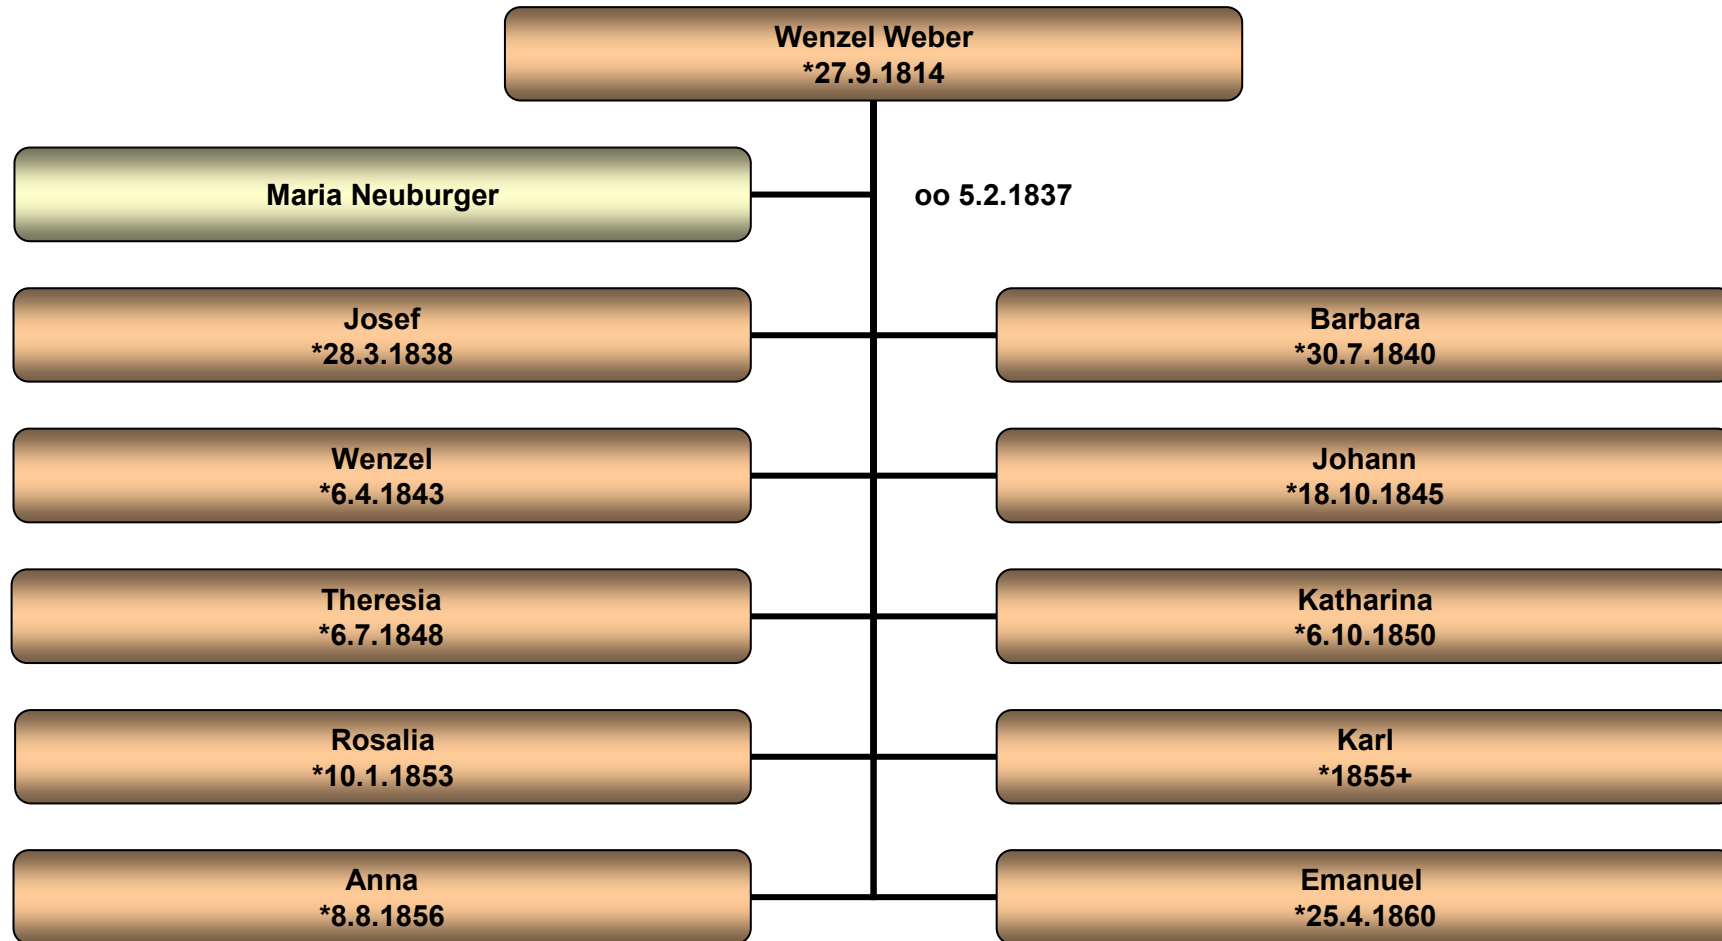 Wenzel Weber
*27.9.1814
Maria Neuburger
oo 5.2.1837
Josef
*28.3.1838
Barbara
*30.7.1840
Wenzel
*6.4.1843
Johann
*18.10.1845
Theresia
*6.7.1848
Katharina
*6.10.1850
Rosalia
*10.1.1853
Karl
*1855+
Anna
*8.8.1856
Emanuel
*25.4.1860